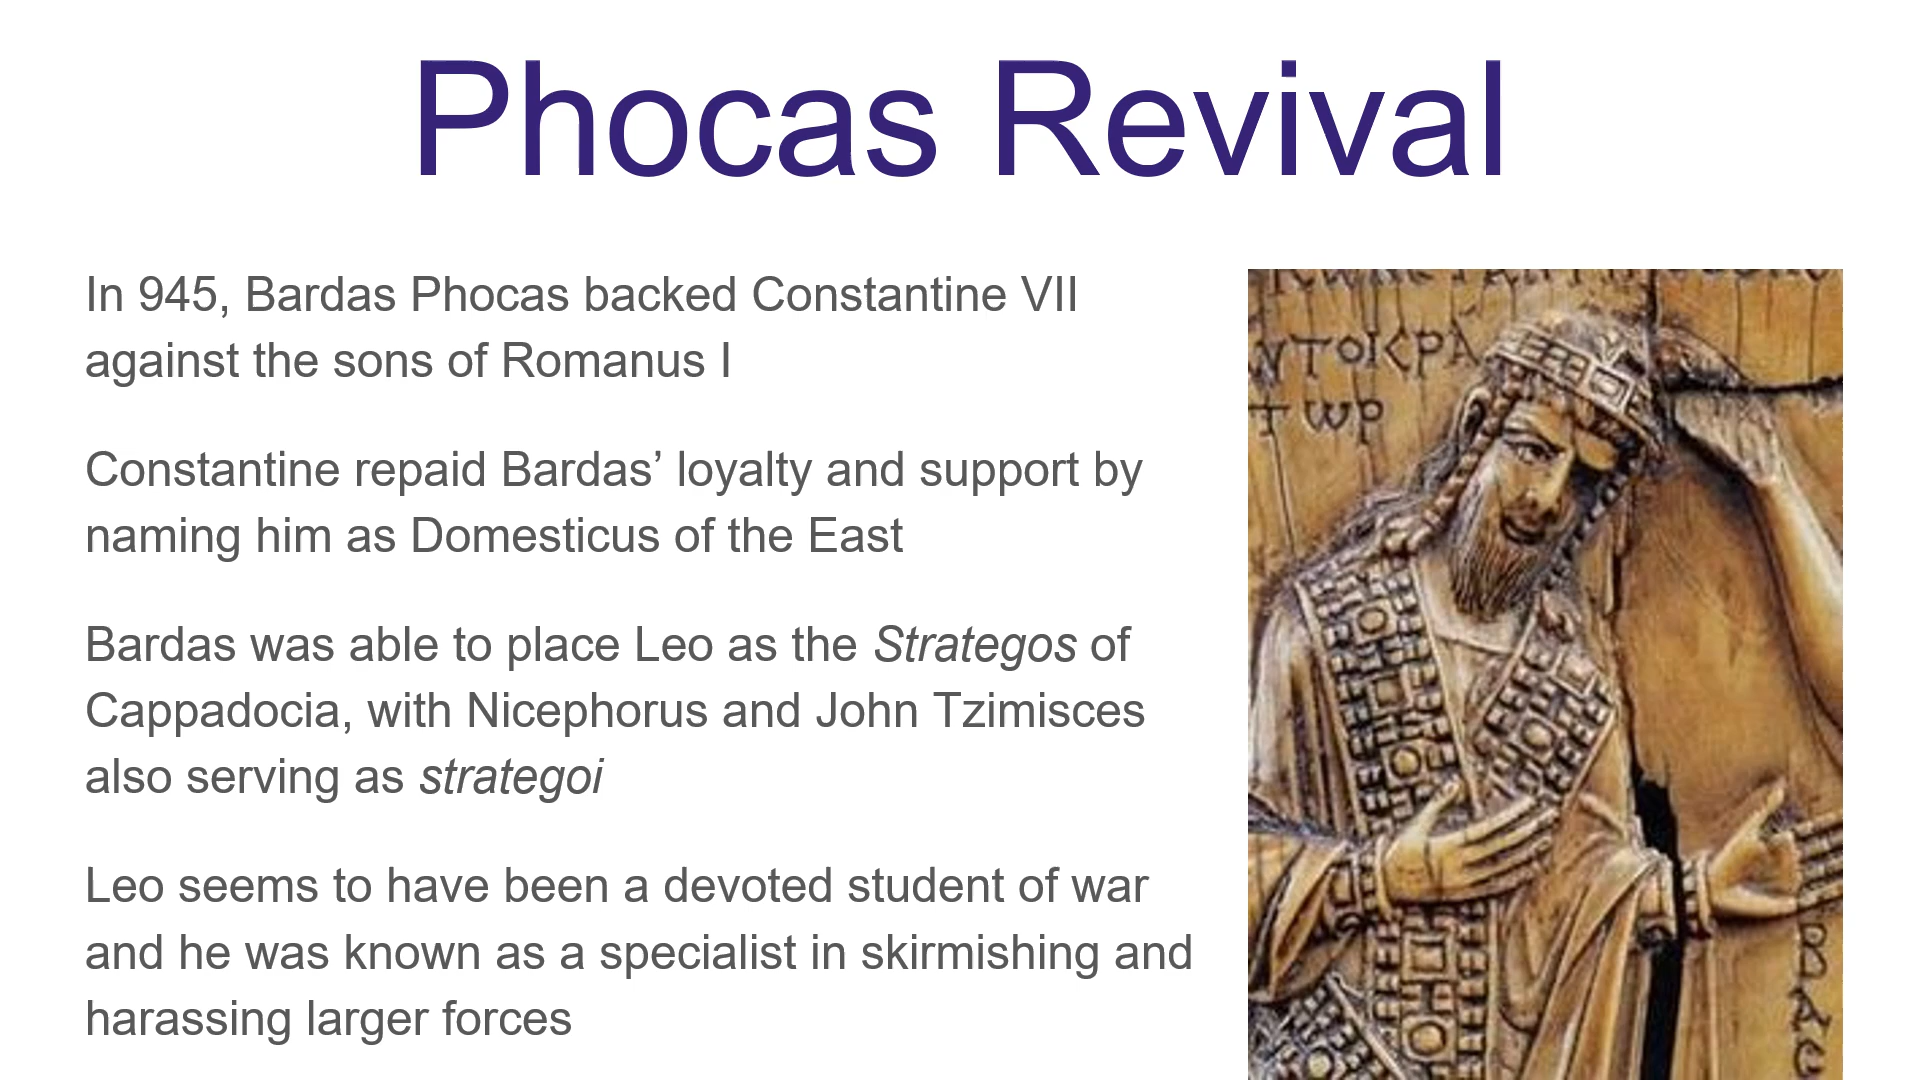 Phocas Revival
In 945, Bardas Phocas backed Constantine VII
against the sons of Romanus I
Constantine repaid Bardas’ loyalty and support by
naming him as Domesticus of the East
Bardas was able to place Leo as the Strategos of
Cappadocia, with Nicephorus and John Tzimisces
also serving as strategoi
Leo seems to have been a devoted student of war
and he was known as a specialist in skirmishing and
harassing larger forces
ΥΤΟΚΡΑ
ΤωΡ
ΒΑC